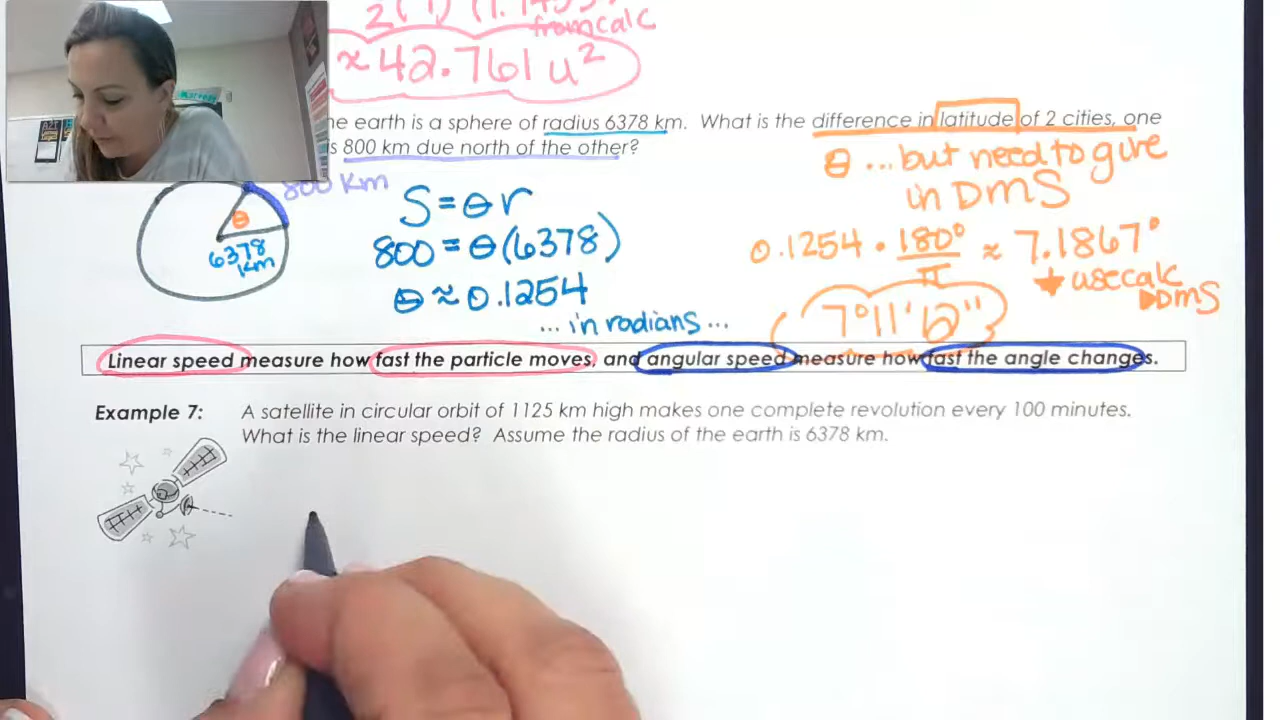 2
from calc
≈ 42.761 u²
he earth is a sphere of radius 6378 km. What is the difference in latitude of 2 cities, one
is 800 km due north of the other?
800 km
θ
6378
Km
S = θ r
800 = θ(6378)
θ ≈ 0.1254
... in radians ...
θ ... but need to give
in DMS
0.1254 · 180°/π ≈ 7.1867°
use calc
▶DMS
7°11'12"
Linear speed measure how fast the particle moves, and angular speed measure how fast the angle changes.
Example 7: A satellite in circular orbit of 1125 km high makes one complete revolution every 100 minutes.
What is the linear speed? Assume the radius of the earth is 6378 km.